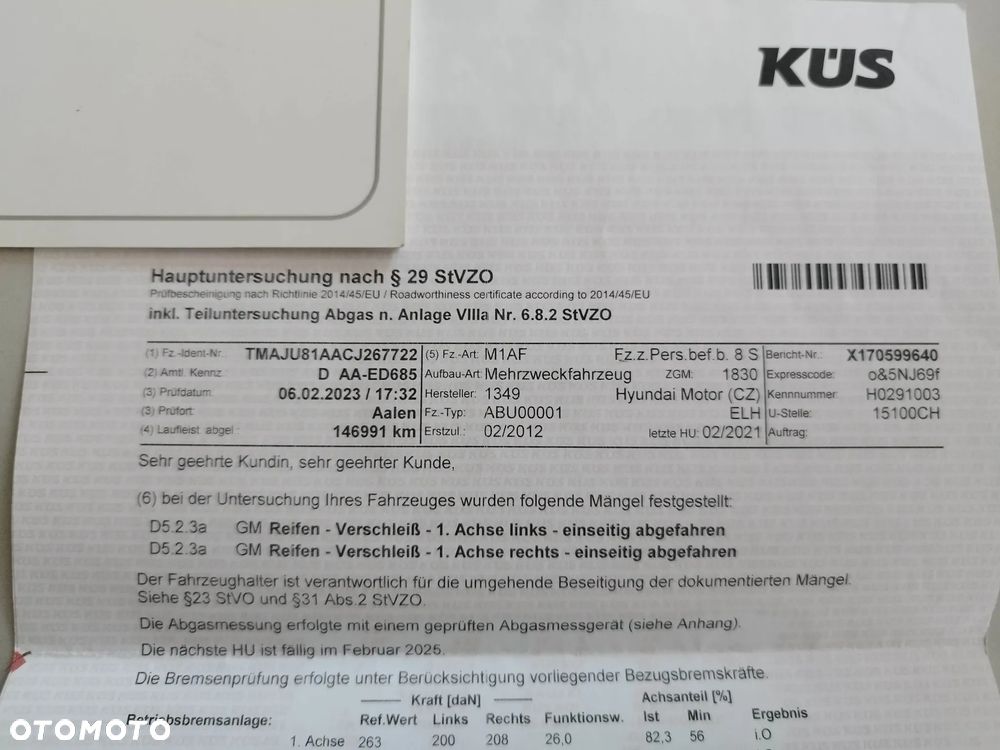 KÜS
Hauptuntersuchung nach § 29 StVZO
Prüfbescheinigung nach Richtlinie 2014/45/EU / Roadworthiness certificate according to 2014/45/EU
inkl. Teiluntersuchung Abgas n. Anlage VIIIa Nr. 6.8.2 StVZO
(1) Fz.-Ident-Nr.: TMAJU81AACJ267722 (5) Fz.-Art: M1AF Fz.z.Pers.bef.b. 8 S Bericht-Nr.: X170599640
(2) Amtl. Kennz. D AA-ED685 Aufbau-Art: Mehrzweckfahrzeug ZGM: 1830 Expresscode: o&5NJ69f
(3) Prüfdatum: 06.02.2023 / 17:32 Hersteller: 1349 Hyundai Motor (CZ) Kennnummer: H0291003
(3) Prüfort: Aalen Fz.-Typ: ABU00001 ELH U-Stelle: 15100CH
(4) Laufleist. abgel.: 146991 km Erstzul.: 02/2012 letzte HU: 02/2021 Auftrag:
Sehr geehrte Kundin, sehr geehrter Kunde,
(6) bei der Untersuchung Ihres Fahrzeuges wurden folgende Mängel festgestellt:
D5.2.3a GM Reifen - Verschleiß - 1. Achse links - einseitig abgefahren
D5.2.3a GM Reifen - Verschleiß - 1. Achse rechts - einseitig abgefahren
Der Fahrzeughalter ist verantwortlich für die umgehende Beseitigung der dokumentierten Mängel.
Siehe §23 StVO und §31 Abs.2 StVZO.
Die Abgasmessung erfolgte mit einem geprüften Abgasmessgerät (siehe Anhang).
Die nächste HU ist fällig im Februar 2025.
Die Bremsenprüfung erfolgte unter Berücksichtigung vorliegender Bezugsbremskräfte.
Kraft [daN] Achsanteil [%]
Betriebsbremsanlage: Ref.Wert Links Rechts Funktionsw. Ist Min Ergebnis
1. Achse 263 200 208 26,0 82,3 56 i.O
OTOMOTO